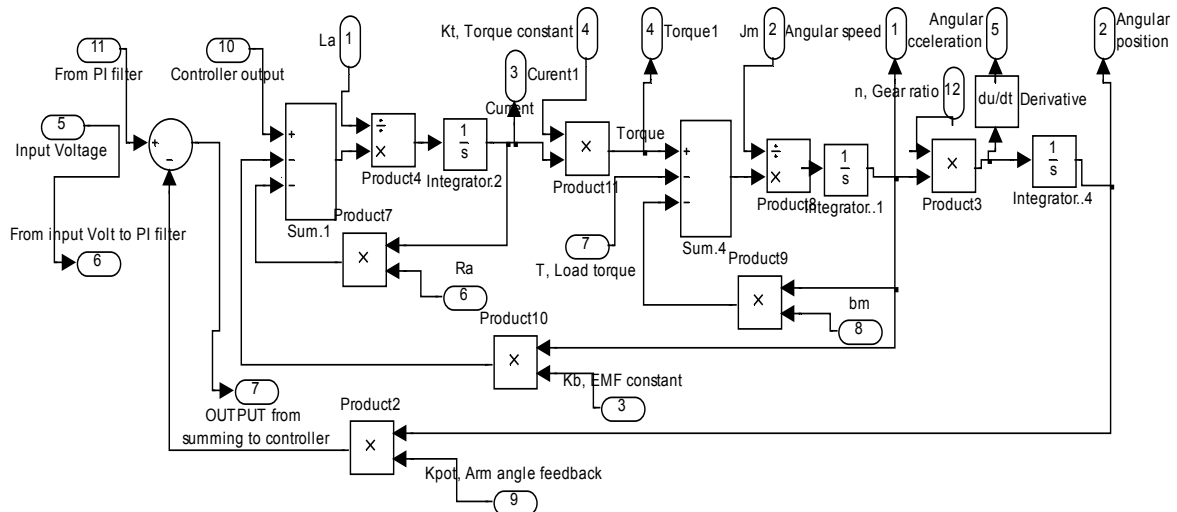 11
From PI filter
10
Controller output
La
1
Kt, Torque constant
4
3
Curent1
Current
4
Torque1
Jm
2
Angular speed
1
Angular
cceleration
5
2
Angular
position
n, Gear ratio
12
du/dt
Derivative
5
Input Voltage
+
-
+
-
-
÷
×
Product4
1
s
Integrator.2
×
Product11
Torque
+
-
-
÷
×
Product8
1
s
Integrator..1
×
Product3
1
s
Integrator..4
From input Volt to PI filter
6
Sum.1
Product7
×
Ra
6
7
T, Load torque
Sum.4
Product9
×
bm
8
Product10
×
Kb, EMF constant
3
7
OUTPUT from
summing to controller
Product2
×
Kpot, Arm angle feedback
9